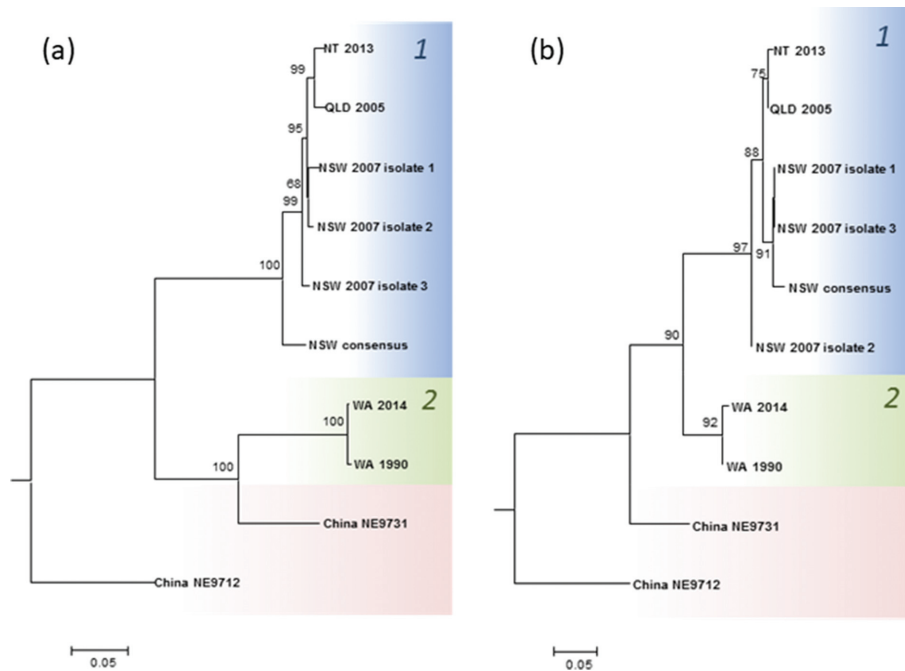 (a)
1
NT 2013
99
QLD 2005
95
NSW 2007 isolate 1
68
99
NSW 2007 isolate 2
100
NSW 2007 isolate 3
NSW consensus
2
WA 2014
100
100
WA 1990
China NE9731
China NE9712
0.05
(b)
1
NT 2013
75
QLD 2005
88
NSW 2007 isolate 1
NSW 2007 isolate 3
97
91
NSW consensus
90
NSW 2007 isolate 2
2
WA 2014
92
WA 1990
China NE9731
China NE9712
0.05